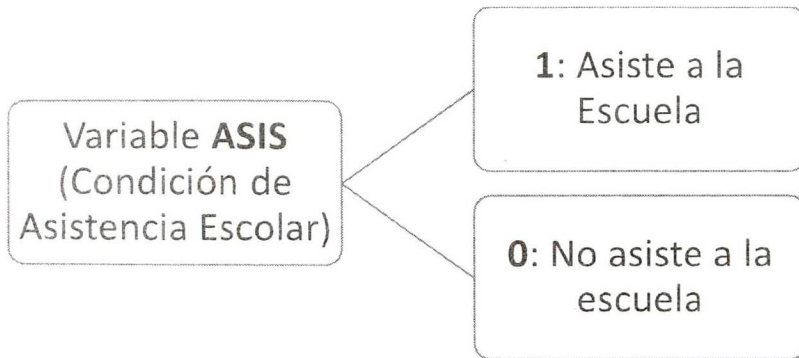 Variable ASIS
(Condición de
Asistencia Escolar)
1: Asiste a la
Escuela
0: No asiste a la
escuela